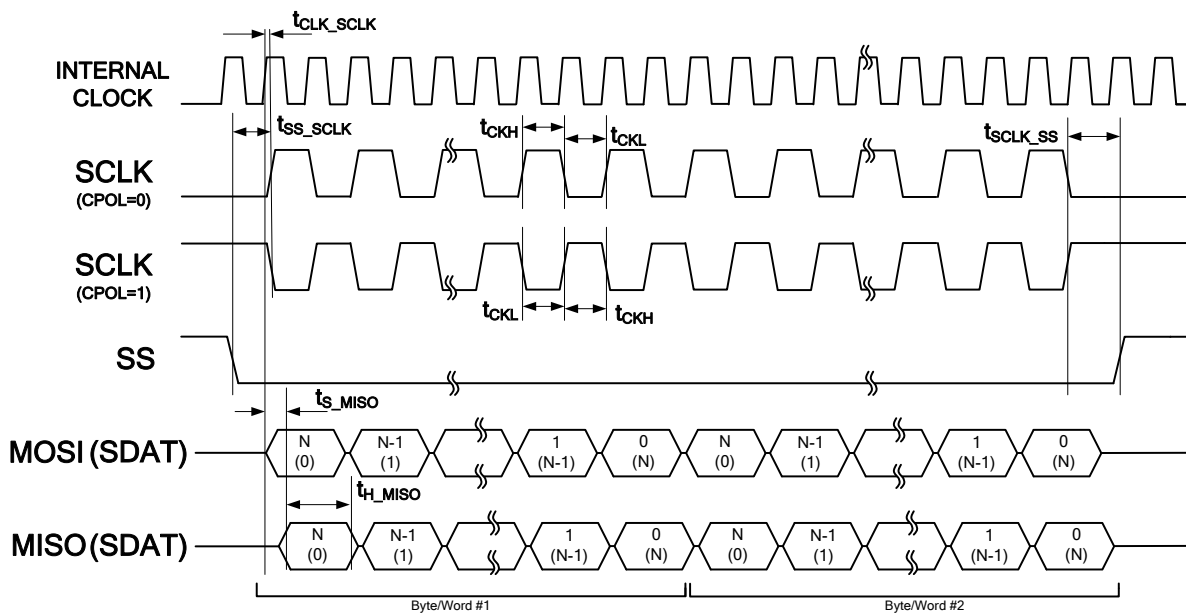 tCLK_SCLK
INTERNAL
CLOCK
tSS_SCLK
tCKH
tCKL
tSCLK_SS
SCLK
(CPOL=0)
SCLK
(CPOL=1)
tCKL
tCKH
SS
tS_MISO
MOSI (SDAT)
N
(0)
N-1
(1)
1
(N-1)
0
(N)
N
(0)
N-1
(1)
1
(N-1)
0
(N)
tH_MISO
MISO (SDAT)
N
(0)
N-1
(1)
1
(N-1)
0
(N)
N
(0)
N-1
(1)
1
(N-1)
0
(N)
Byte/Word #1
Byte/Word #2